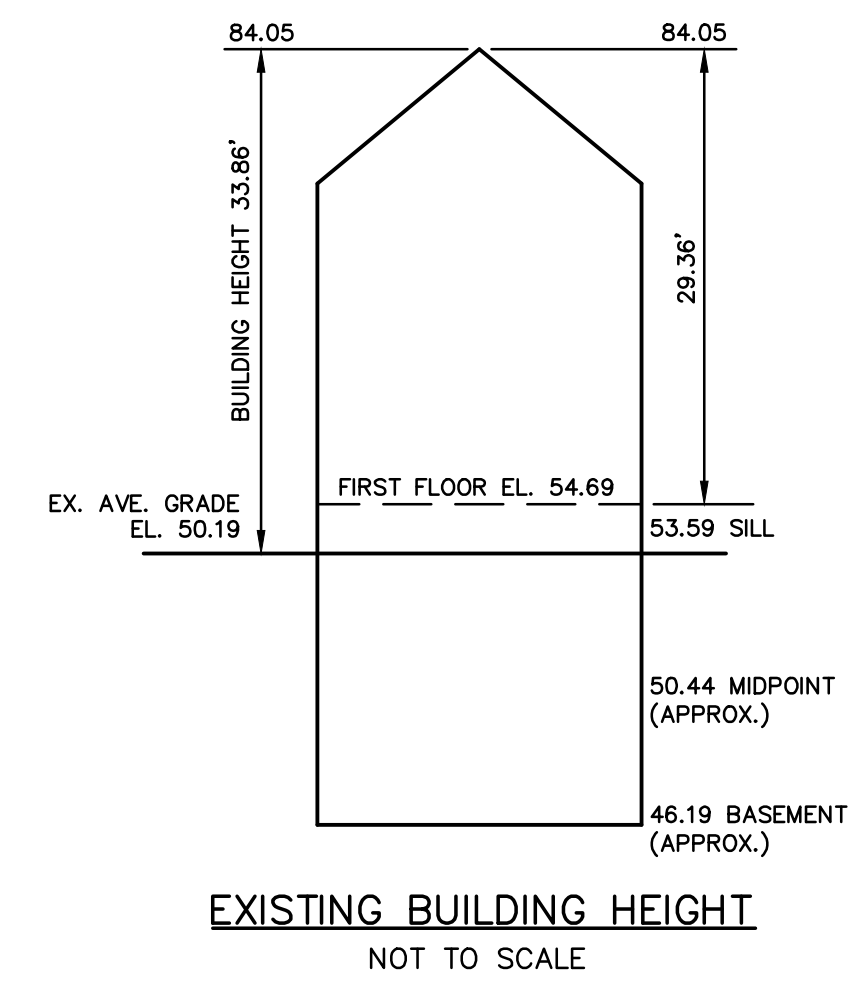 84.05
84.05
BUILDING HEIGHT 33.86'
29.36'
FIRST FLOOR EL. 54.69
EX. AVE. GRADE
EL. 50.19
53.59 SILL
50.44 MIDPOINT
(APPROX.)
46.19 BASEMENT
(APPROX.)
EXISTING BUILDING HEIGHT
NOT TO SCALE